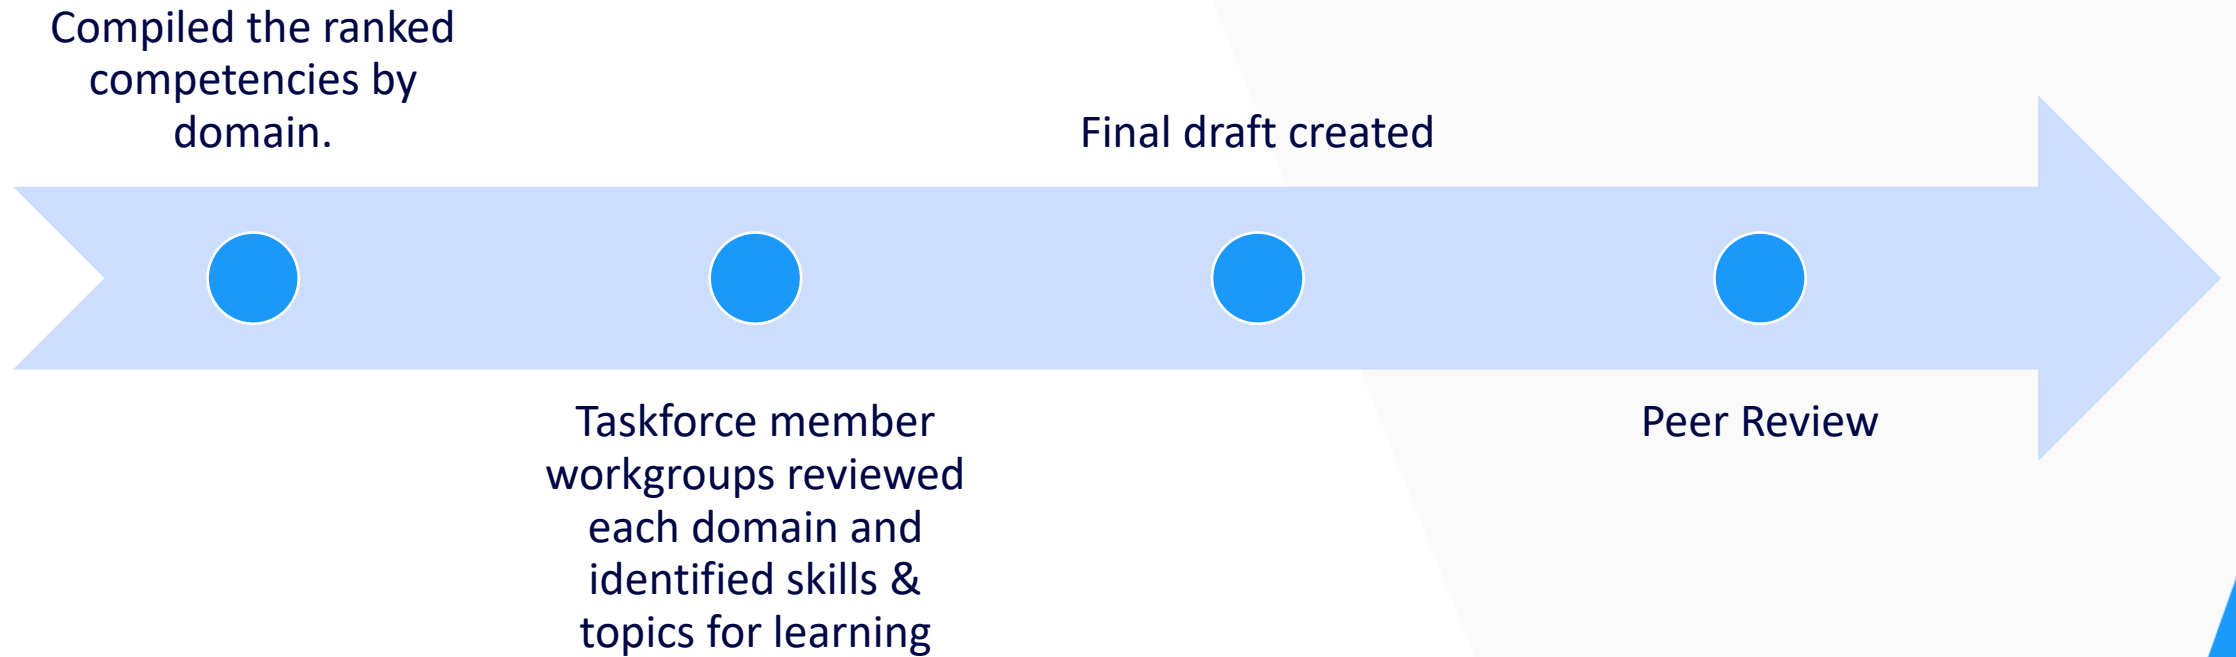 Compiled the ranked
competencies by
domain.
Taskforce member
workgroups reviewed
each domain and
identified skills &
topics for learning
Final draft created
Peer Review